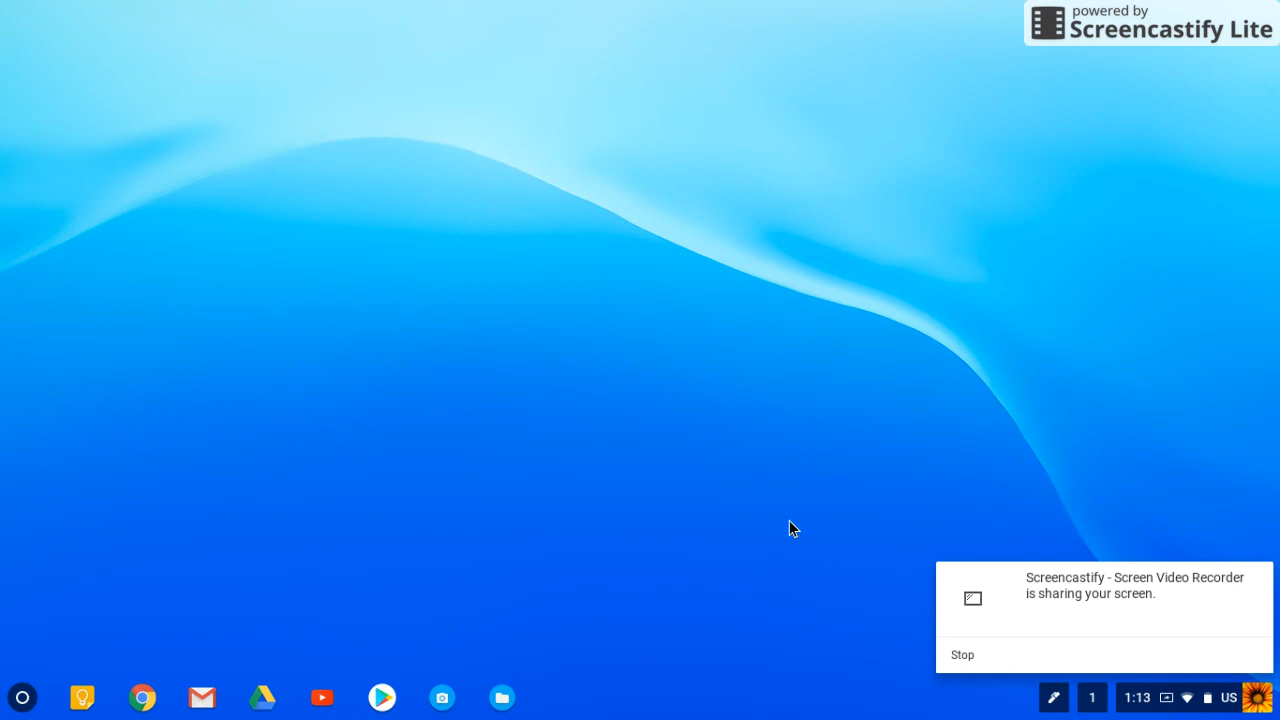 powered by
Screencastify Lite
Screencastify - Screen Video Recorder
is sharing your screen.
Stop
1
1:13
US